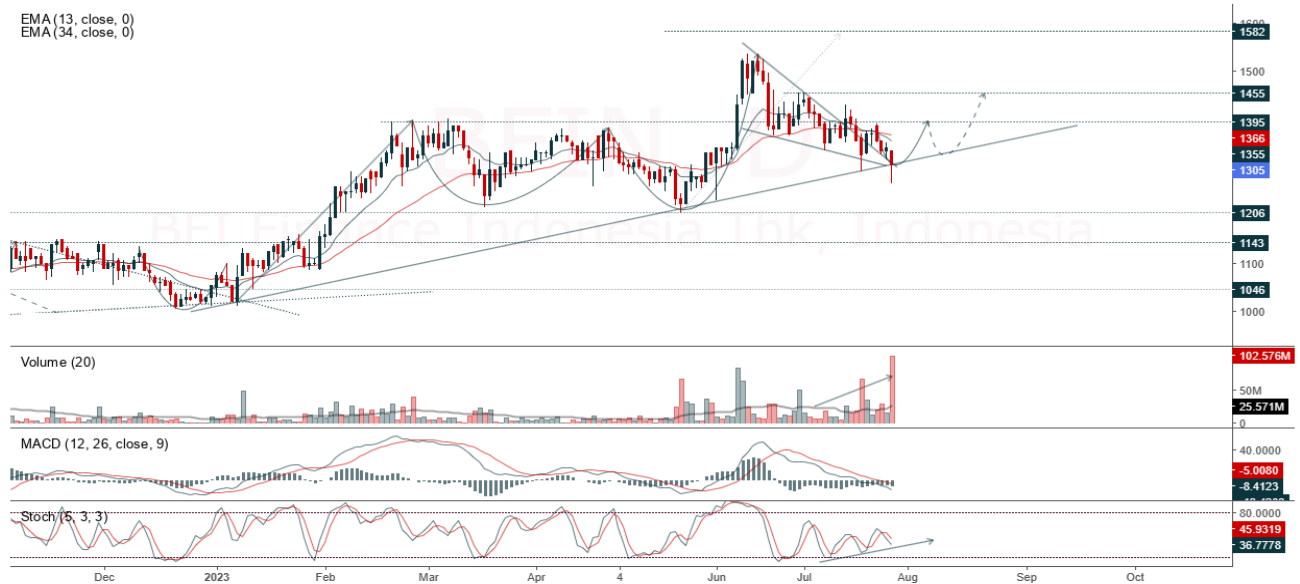 EMA (13, close, 0)
EMA (34, close, 0)
BFIN, D
BFI Finance Indonesia Tbk., Indonesia
1600
1582
1500
1455
1395
1366
1355
1305
1206
1143
1100
1046
1000
Volume (20)
102.576M
50M
25.571M
0
MACD (12, 26, close, 9)
40.0000
-5.0080
-8.4123
Stoch (5, 3, 3)
80.0000
45.9319
36.7778
Dec 2023 Feb Mar Apr 4 Jun Jul Aug Sep Oct